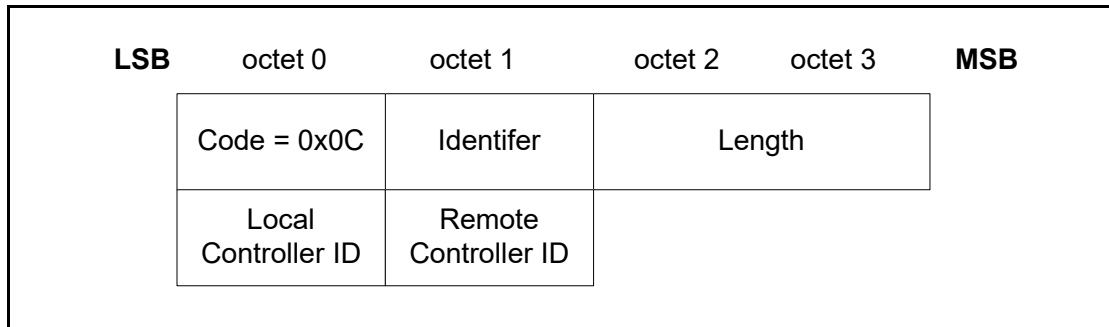 LSB octet 0 octet 1 octet 2 octet 3 MSB
Code = 0x0C Identifer Length
Local Remote
Controller ID Controller ID